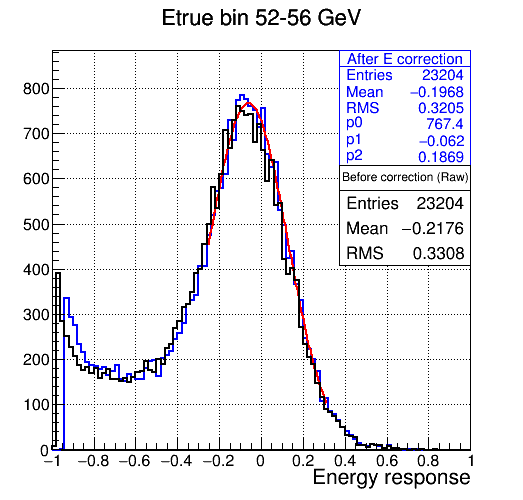 Etrue bin 52-56 GeV
After E correction
Entries 23204
Mean −0.1968
RMS 0.3205
p0 767.4
p1 −0.062
p2 0.1869
Before correction (Raw)
Entries 23204
Mean −0.2176
RMS 0.3308
800
700
600
500
400
300
200
100
0
−1 −0.8 −0.6 −0.4 −0.2 0 0.2 0.4 0.6 0.8 1
Energy response